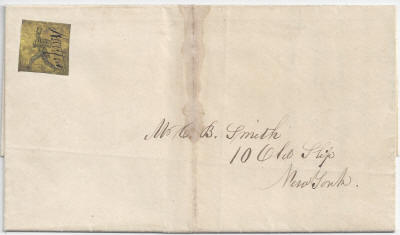 Mr C. B. Smith
10 Old Slip
New York.